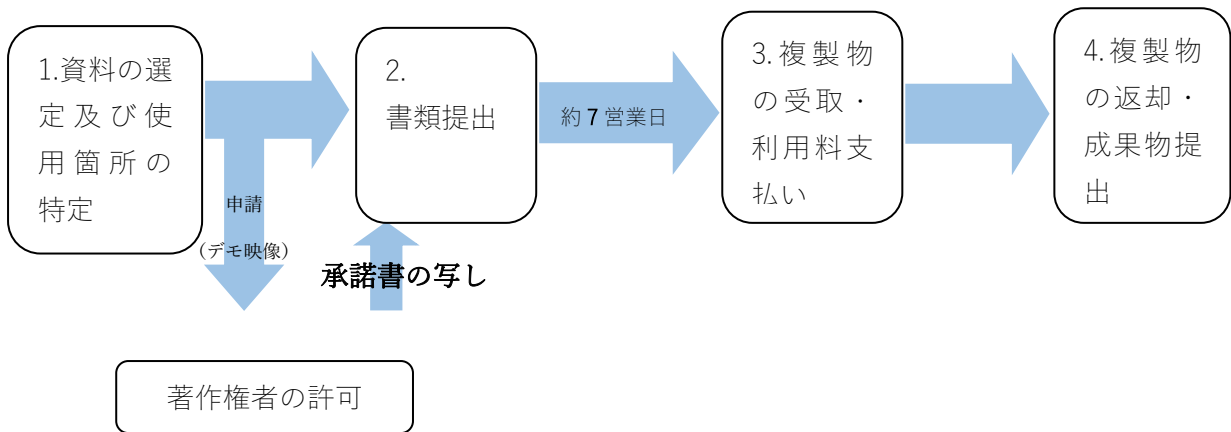 1.資料の選
定及び使
用箇所の
特定
申請
(デモ映像)
2.
書類提出
承諾書の写し
約7営業日
3.複製物
の受取・
利用料支
払い
4.複製物
の返却・
成果物提
出
著作権者の許可